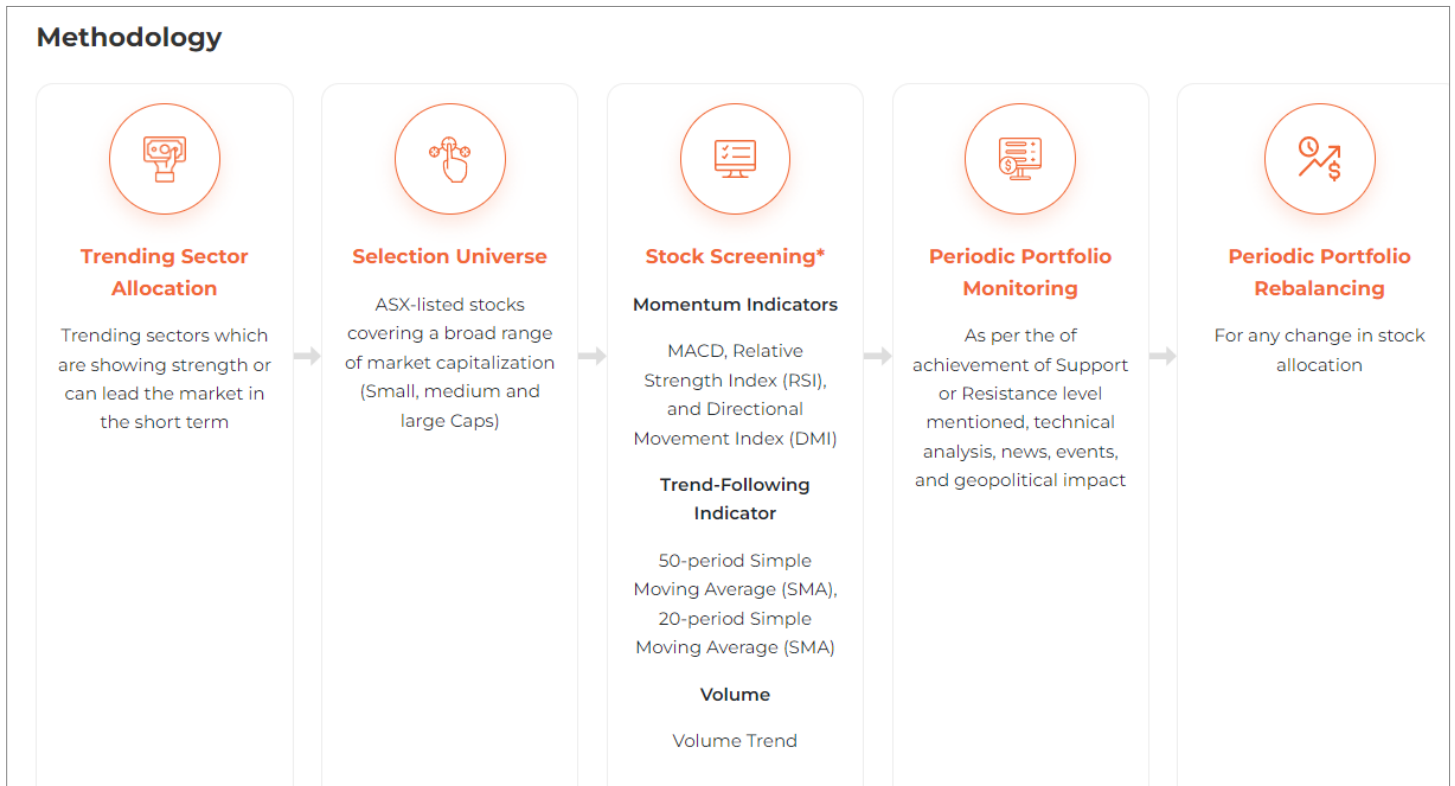 Methodology
Trending Sector
Allocation
Trending sectors which
are showing strength or
can lead the market in
the short term
Selection Universe
ASX-listed stocks
covering a broad range
of market capitalization
(Small, medium and
large Caps)
Stock Screening*
Momentum Indicators
MACD, Relative
Strength Index (RSI),
and Directional
Movement Index (DMI)
Trend-Following
Indicator
50-period Simple
Moving Average (SMA),
20-period Simple
Moving Average (SMA)
Volume
Volume Trend
Periodic Portfolio
Monitoring
As per the of
achievement of Support
or Resistance level
mentioned, technical
analysis, news, events,
and geopolitical impact
Periodic Portfolio
Rebalancing
For any change in stock
allocation